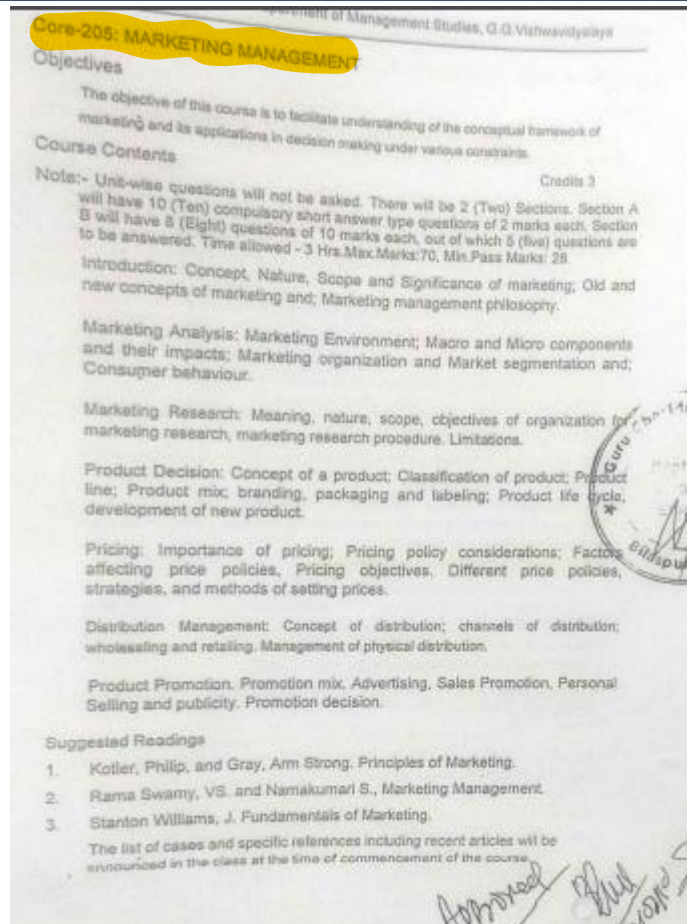 Department of Management Studies, G.G.Vishwavidyalaya
Core-205: MARKETING MANAGEMENT
Objectives
The objective of this course is to facilitate understanding of the conceptual framework of
marketing and its applications in decision making under various constraints.
Course Contents
Credits 3
Note:- Unit-wise questions will not be asked. There will be 2 (Two) Sections. Section A
will have 10 (Ten) compulsory short answer type questions of 2 marks each. Section
B will have 8 (Eight) questions of 10 marks each, out of which 5 (five) questions are
to be answered. Time allowed - 3 Hrs.Max.Marks:70, Min.Pass Marks: 28.
Introduction: Concept, Nature, Scope and Significance of marketing; Old and
new concepts of marketing and; Marketing management philosophy.
Marketing Analysis: Marketing Environment; Macro and Micro components
and their impacts; Marketing organization and Market segmentation and;
Consumer behaviour.
Marketing Research: Meaning, nature, scope, objectives of organization for
marketing research, marketing research procedure. Limitations.
Product Decision: Concept of a product; Classification of product; Product
line; Product mix; branding, packaging and labeling; Product life cycle,
development of new product.
Pricing: Importance of pricing; Pricing policy considerations; Factors
affecting price policies, Pricing objectives. Different price policies,
strategies, and methods of setting prices.
Distribution Management: Concept of distribution; channels of distribution;
wholesaling and retailing. Management of physical distribution.
Product Promotion. Promotion mix. Advertising, Sales Promotion, Personal
Selling and publicity. Promotion decision.
Suggested Readings
1. Kotler, Philip, and Gray, Arm Strong. Principles of Marketing.
2. Rama Swamy, VS. and Namakumari S., Marketing Management.
3. Stanton Williams, J. Fundamentals of Marketing.
The list of cases and specific references including recent articles will be
announced in the class at the time of commencement of the course.
Guru
Bilaspu
Approved